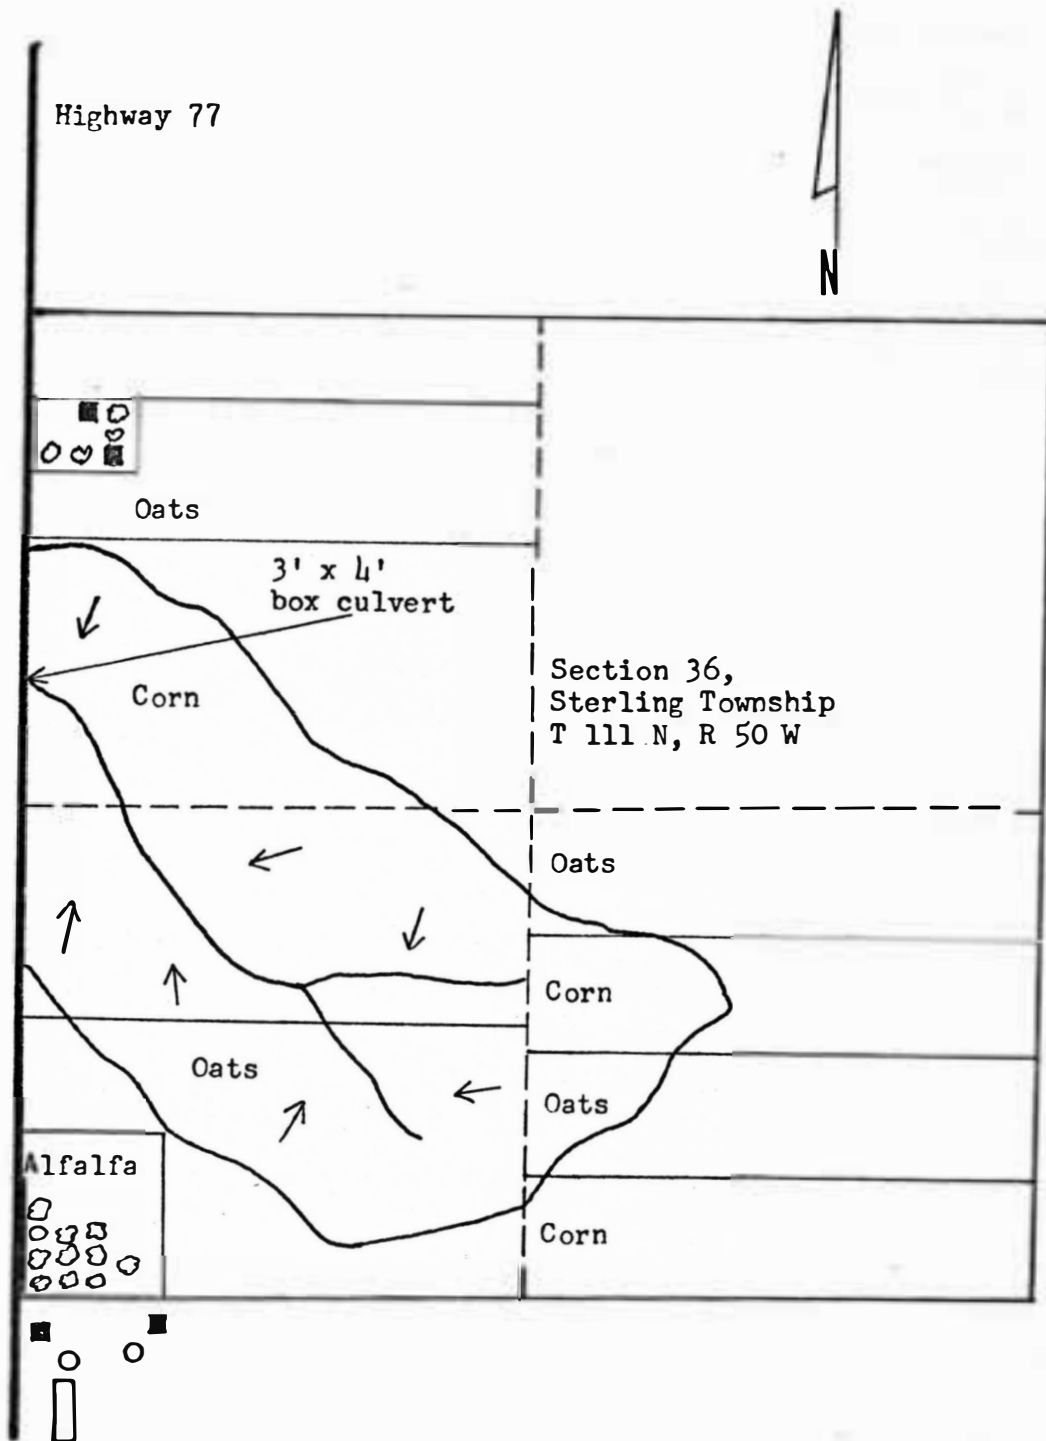 Highway 77
N
Oats
3' x 4'
box culvert
Corn
Section 36,
Sterling Township
T 111 N, R 50 W
Oats
Corn
Oats
Oats
Alfalfa
Corn